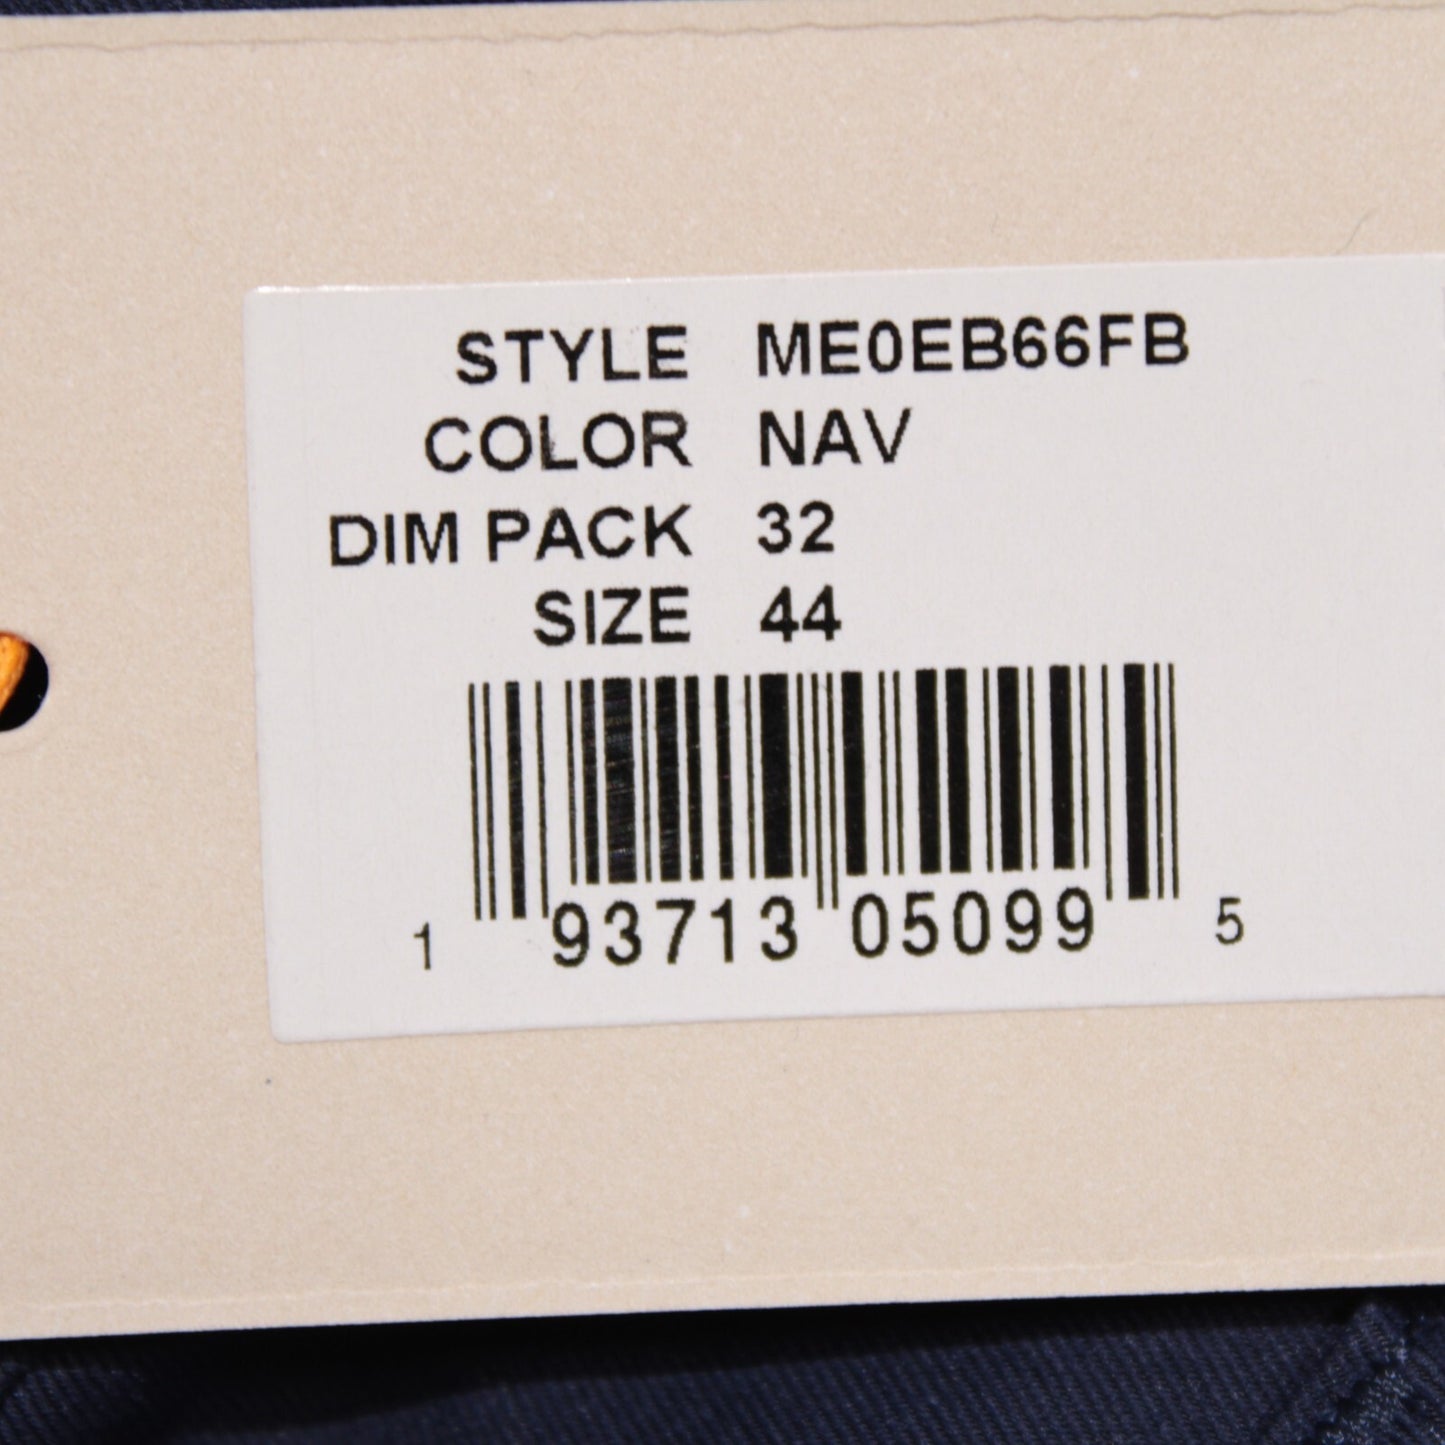 STYLE ME0EB66FB
COLOR NAV
DIM PACK 32
SIZE 44
1 93713 05099 5